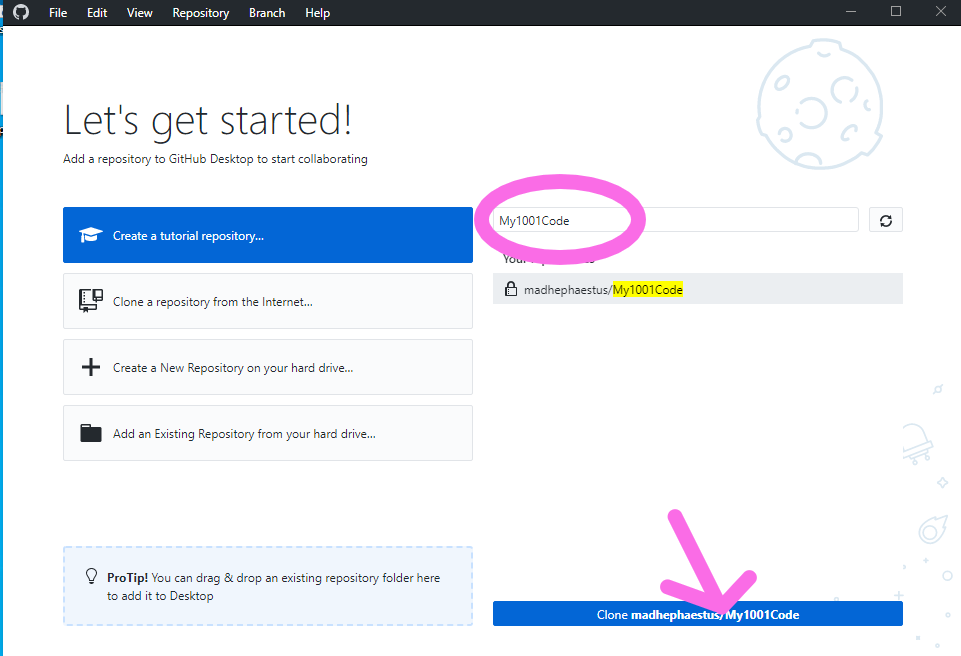 File Edit View Repository Branch Help
Let's get started!
Add a repository to GitHub Desktop to start collaborating
Create a tutorial repository...
Clone a repository from the Internet...
Create a New Repository on your hard drive...
Add an Existing Repository from your hard drive...
ProTip! You can drag & drop an existing repository folder here
to add it to Desktop
My1001Code
madhephaestus/My1001Code
Clone madhephaestus/My1001Code